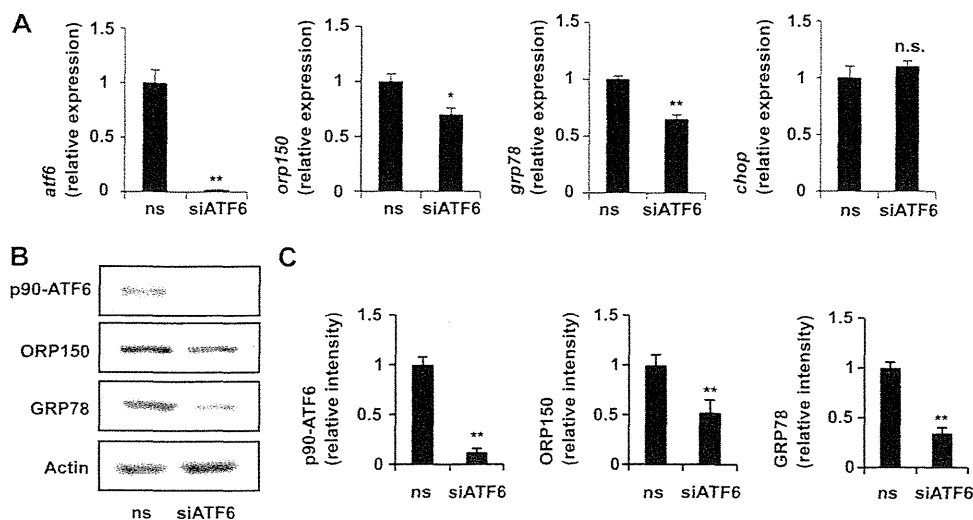 A
atf6
(relative expression)
1.5
1
0.5
0
**
ns siATF6
orp150
(relative expression)
1.5
1
0.5
0
*
ns siATF6
grp78
(relative expression)
1.5
1
0.5
0
**
ns siATF6
chop
(relative expression)
1.5
1
0.5
0
n.s.
ns siATF6
B
p90-ATF6
ORP150
GRP78
Actin
ns siATF6
C
p90-ATF6
(relative intensity)
1.5
1
0.5
0
**
ns siATF6
ORP150
(relative intensity)
1.5
1
0.5
0
**
ns siATF6
GRP78
(relative intensity)
1.5
1
0.5
0
**
ns siATF6